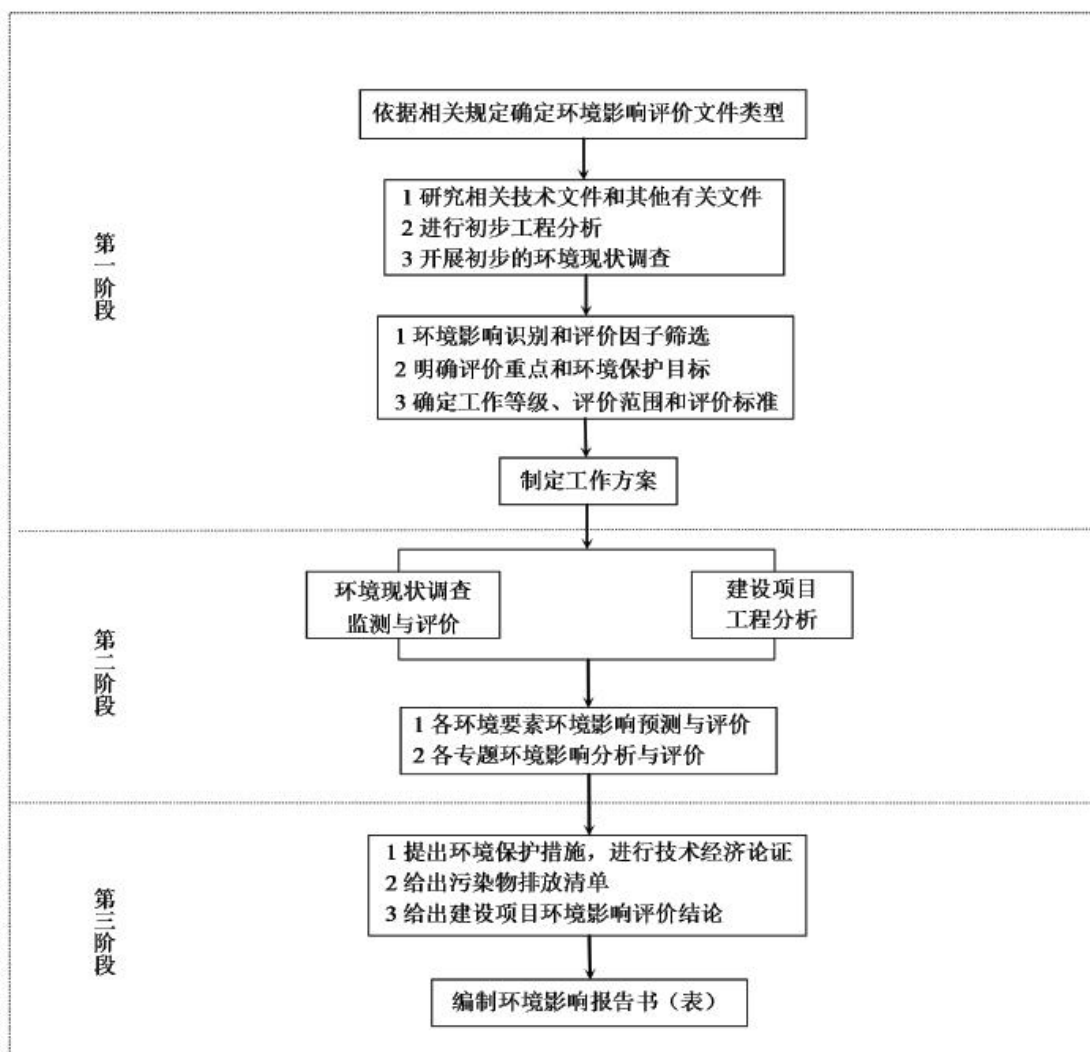 依据相关规定确定环境影响评价文件类型
1 研究相关技术文件和其他有关文件
2 进行初步工程分析
3 开展初步的环境现状调查
第一阶段
1 环境影响识别和评价因子筛选
2 明确评价重点和环境保护目标
3 确定工作等级、评价范围和评价标准
制定工作方案
环境现状调查
监测与评价
建设项目
工程分析
第二阶段
1 各环境要素环境影响预测与评价
2 各专题环境影响分析与评价
1 提出环境保护措施，进行技术经济论证
2 给出污染物排放清单
3 给出建设项目环境影响评价结论
第三阶段
编制环境影响报告书（表）